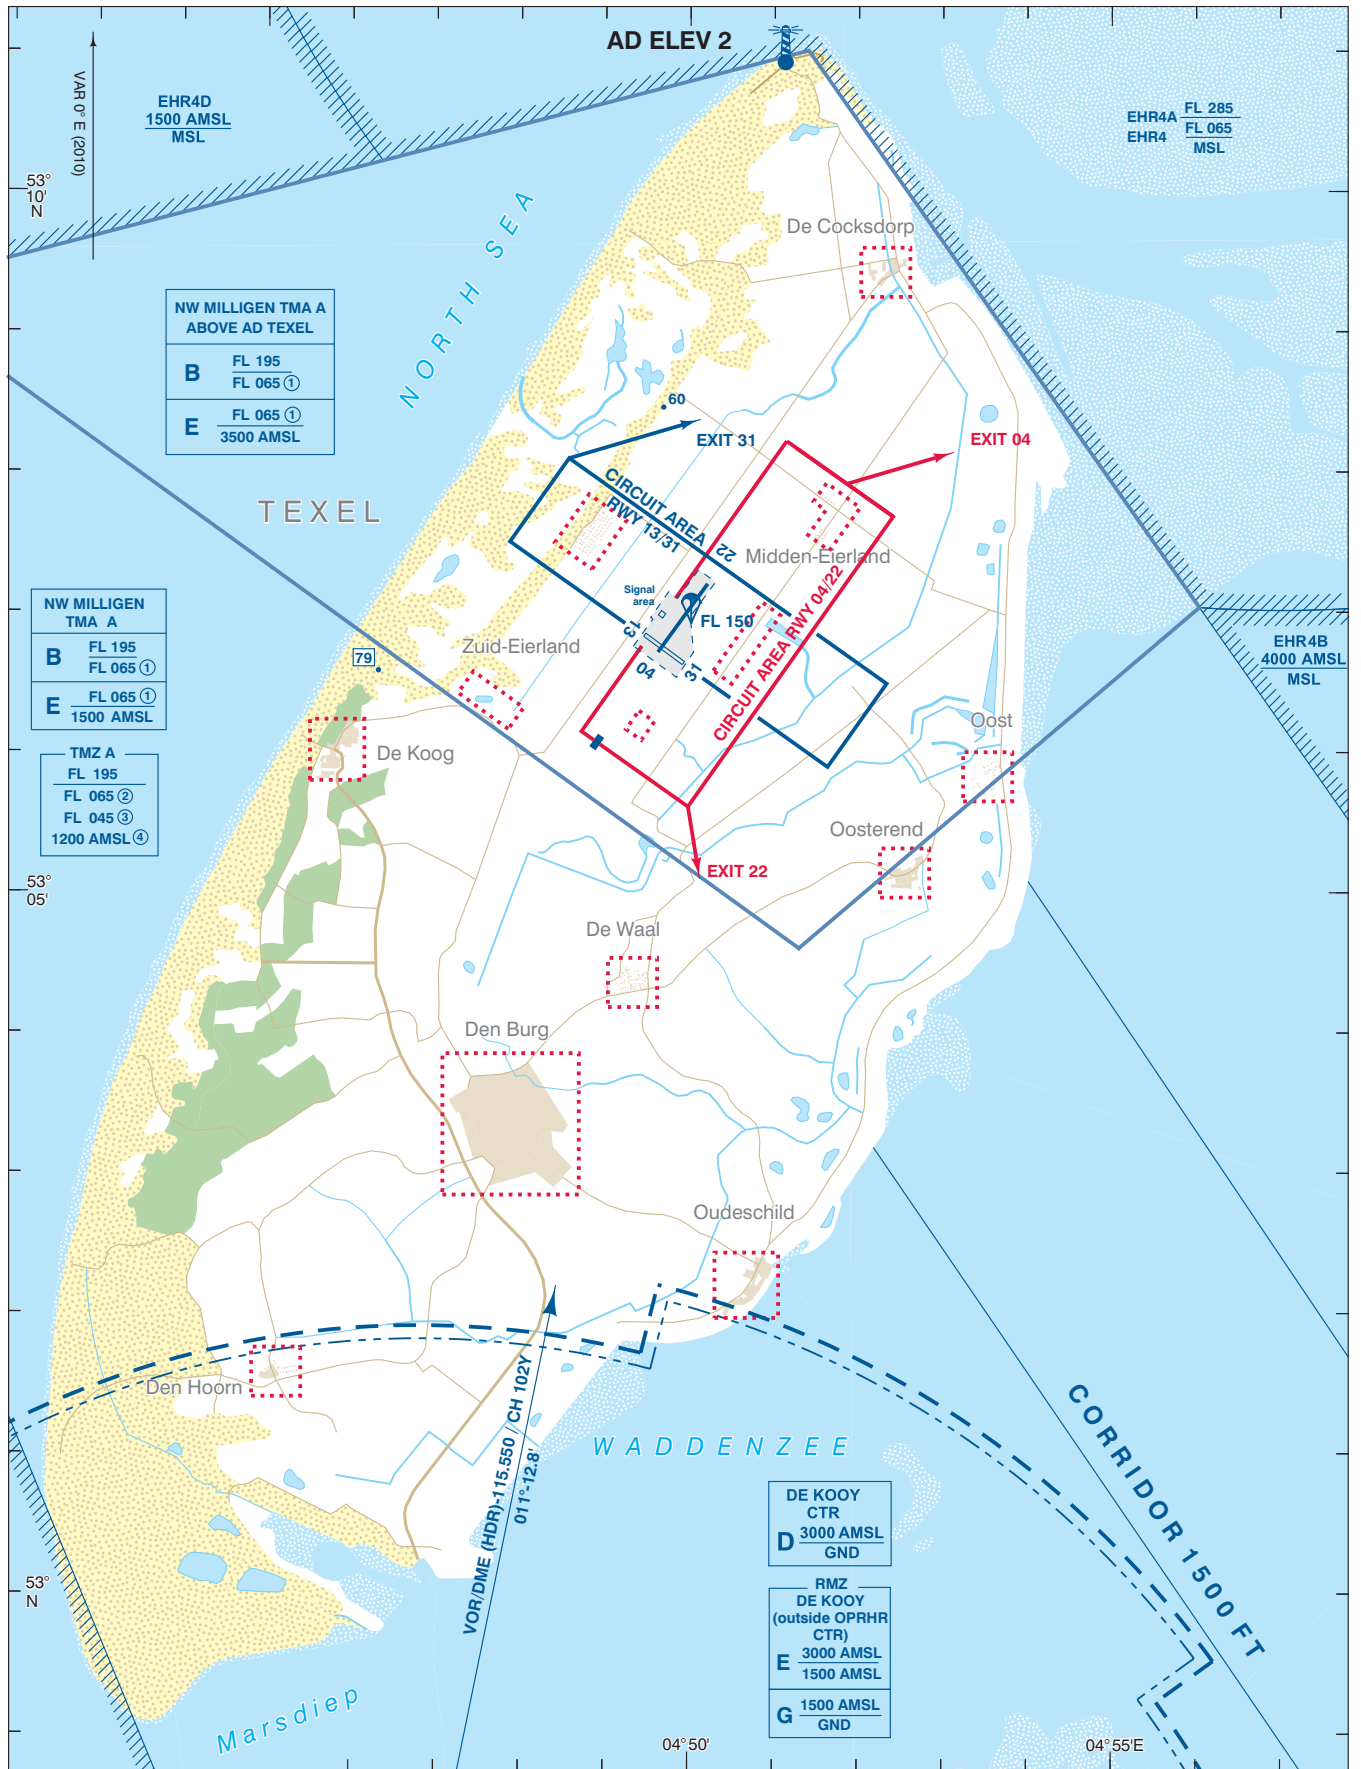 AD ELEV 2
VAR 0° E (2010)
EHR4D
1500 AMSL
MSL
EHR4A FL 285
EHR4 FL 065
MSL
53°
10'
N
NORTH SEA
De Cocksdorp
NW MILLIGEN TMA A
ABOVE AD TEXEL
B FL 195
FL 065 ①
E FL 065 ①
3500 AMSL
60
EXIT 31
EXIT 04
TEXEL
CIRCUIT AREA
RWY 13/31
22
Midden-Eierland
Signal
area
FL 150
13
04
31
CIRCUIT AREA RWY 04/22
NW MILLIGEN
TMA A
B FL 195
FL 065 ①
E FL 065 ①
1500 AMSL
79
Zuid-Eierland
EHR4B
4000 AMSL
MSL
Oost
De Koog
TMZ A
FL 195
FL 065 ②
FL 045 ③
1200 AMSL ④
Oosterend
EXIT 22
53°
05'
De Waal
Den Burg
Oudeschild
Den Hoorn
VOR/DME (HDR)-115.550 / CH 102Y
011°-12.8'
WADDENZEE
CORRIDOR 1500 FT
DE KOOY
CTR
D 3000 AMSL
GND
RMZ
DE KOOY
(outside OPRHR
CTR)
E 3000 AMSL
1500 AMSL
G 1500 AMSL
GND
53°
N
Marsdiep
04°50'
04°55'E